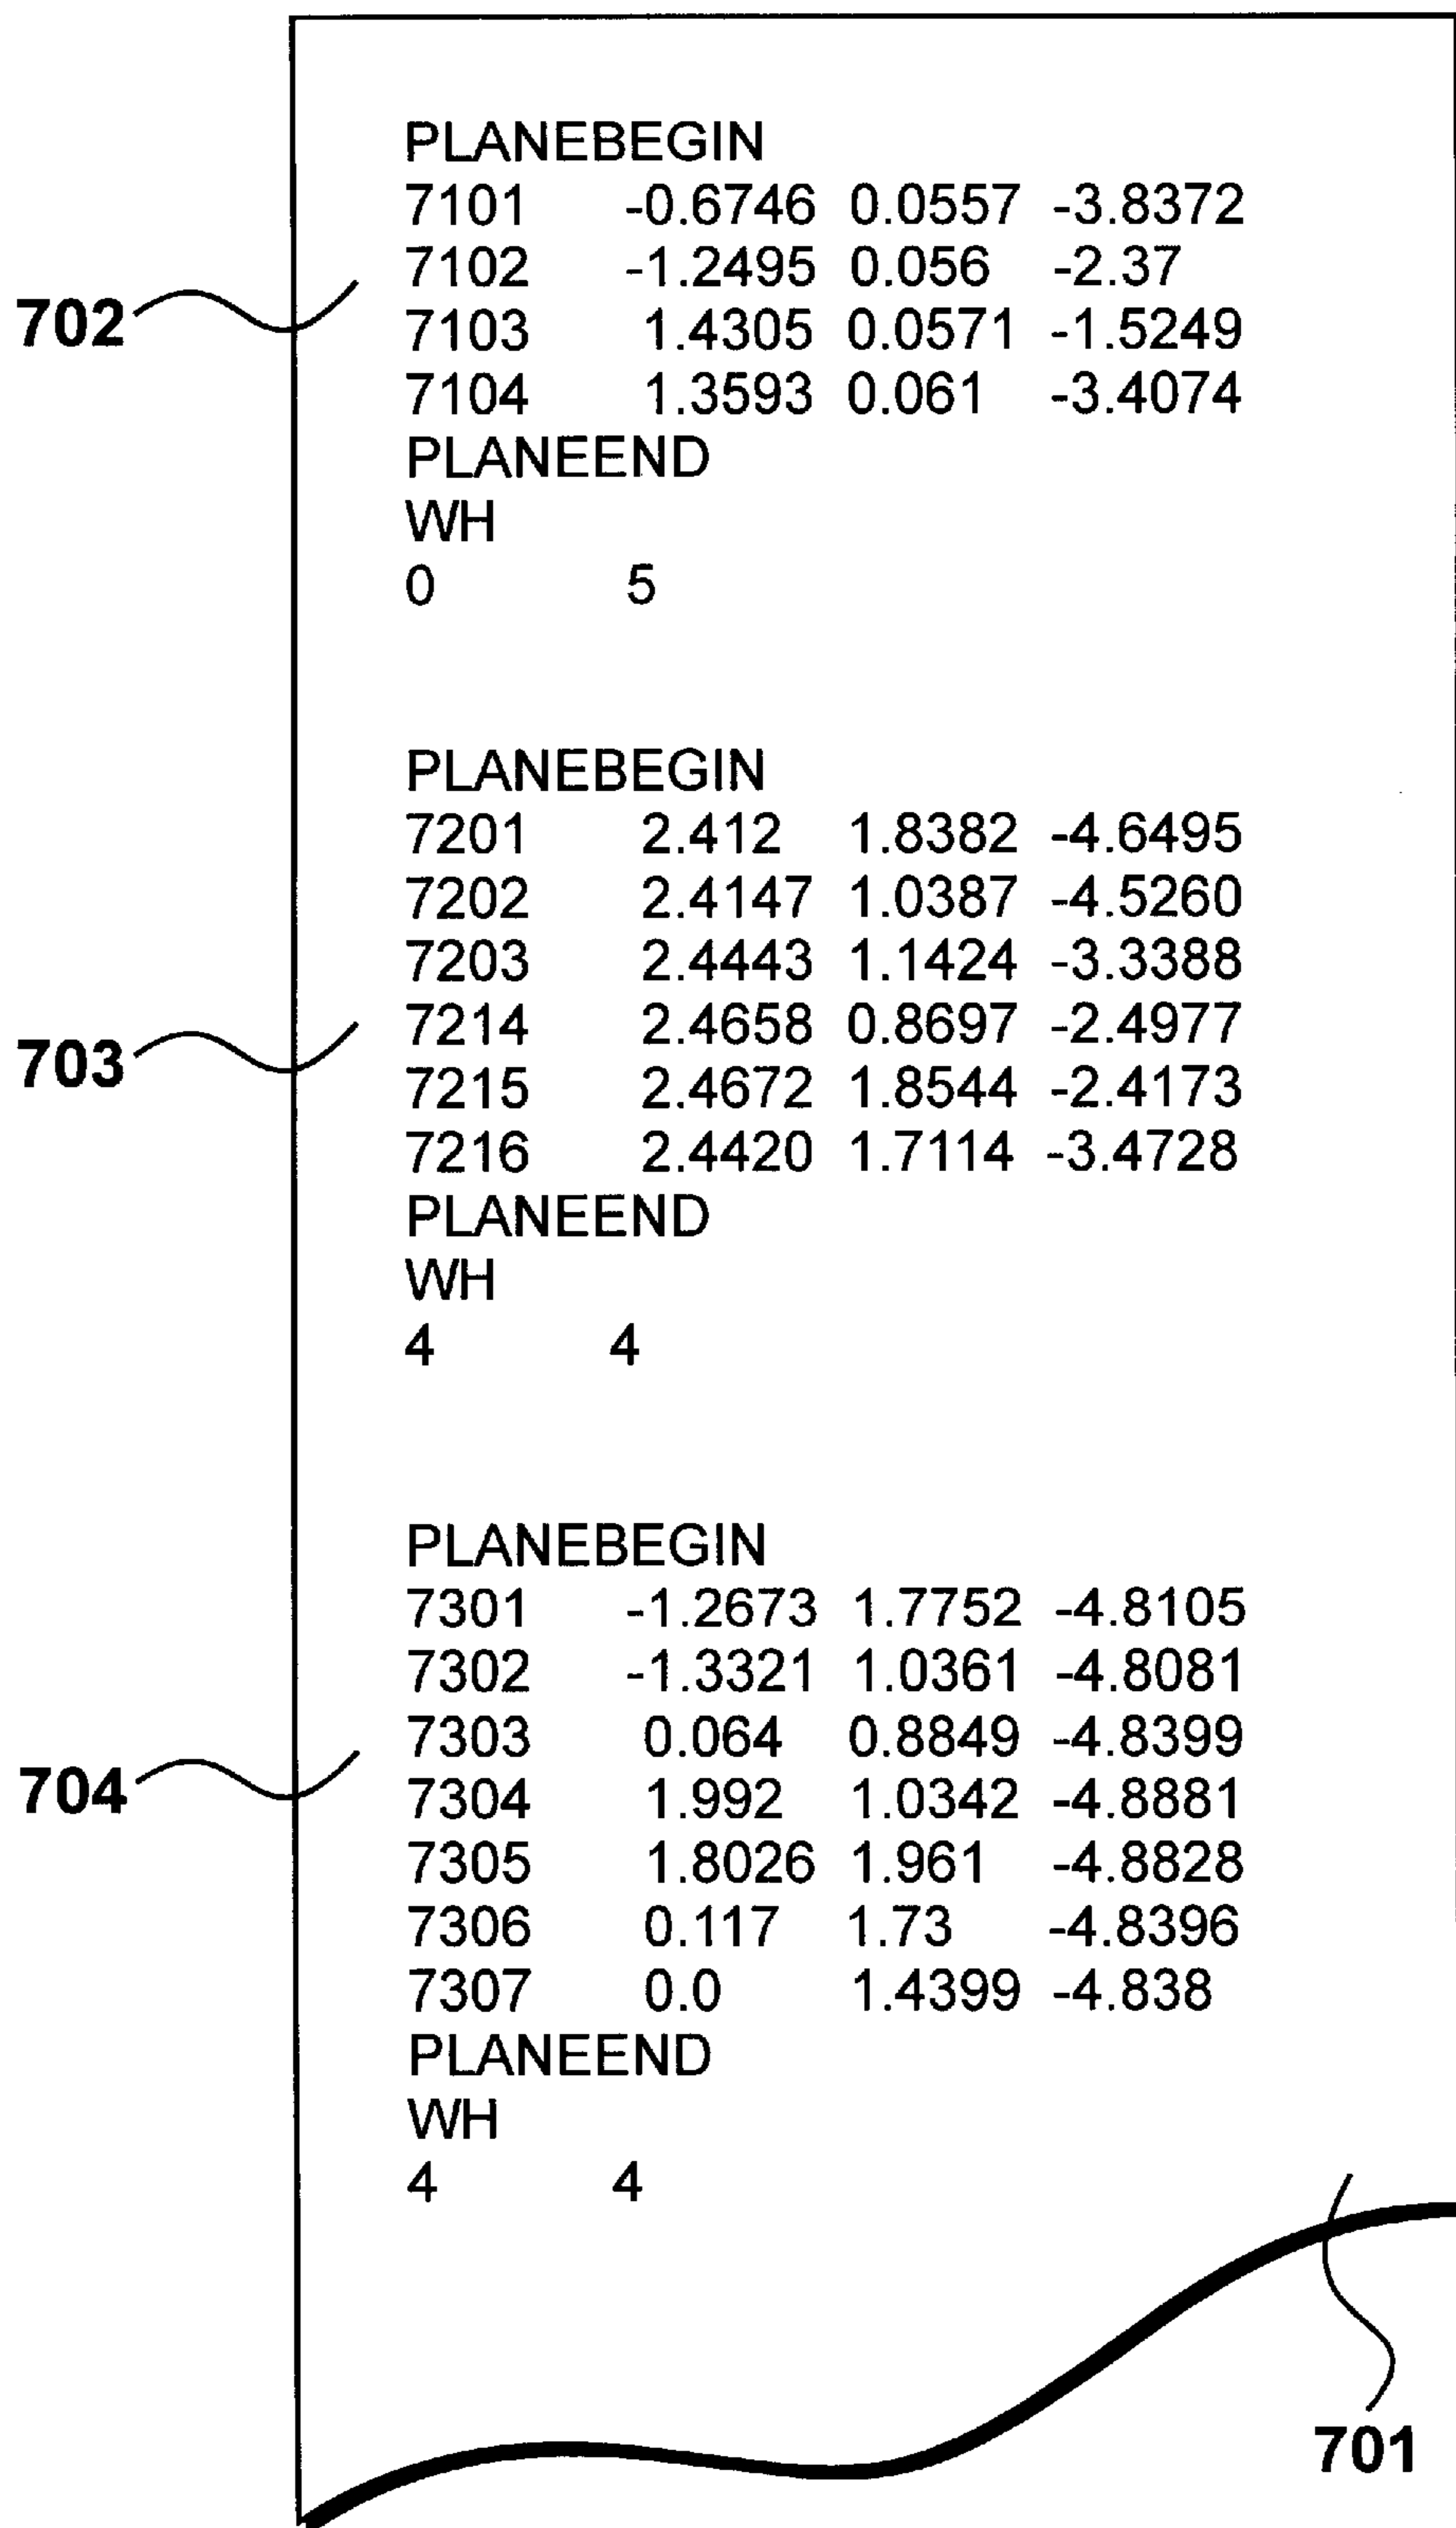 PLANEBEGIN
7101 -0.6746 0.0557 -3.8372
7102 -1.2495 0.056 -2.37
702
7103 1.4305 0.0571 -1.5249
7104 1.3593 0.061 -3.4074
PLANEEND
WH
0 5
PLANEBEGIN
7201 2.412 1.8382 -4.6495
7202 2.4147 1.0387 -4.5260
7203 2.4443 1.1424 -3.3388
7214 2.4658 0.8697 -2.4977
703
7215 2.4672 1.8544 -2.4173
7216 2.4420 1.7114 -3.4728
PLANEEND
WH
4 4
PLANEBEGIN
7301 -1.2673 1.7752 -4.8105
7302 -1.3321 1.0361 -4.8081
7303 0.064 0.8849 -4.8399
704
7304 1.992 1.0342 -4.8881
7305 1.8026 1.961 -4.8828
7306 0.117 1.73 -4.8396
7307 0.0 1.4399 -4.838
PLANEEND
WH
4 4
701